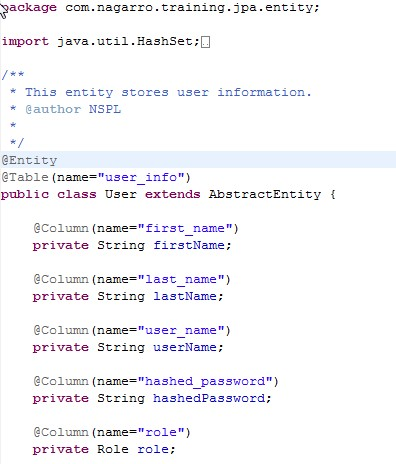 package com.nagarro.training.jpa.entity;
import java.util.HashSet;
/**
* This entity stores user information.
* @author NSPL
*
*/
@Entity
@Table(name="user_info")
public class User extends AbstractEntity {
@Column(name="first_name")
private String firstName;
@Column(name="last_name")
private String lastName;
@Column(name="user_name")
private String userName;
@Column(name="hashed_password")
private String hashedPassword;
@Column(name="role")
private Role role;